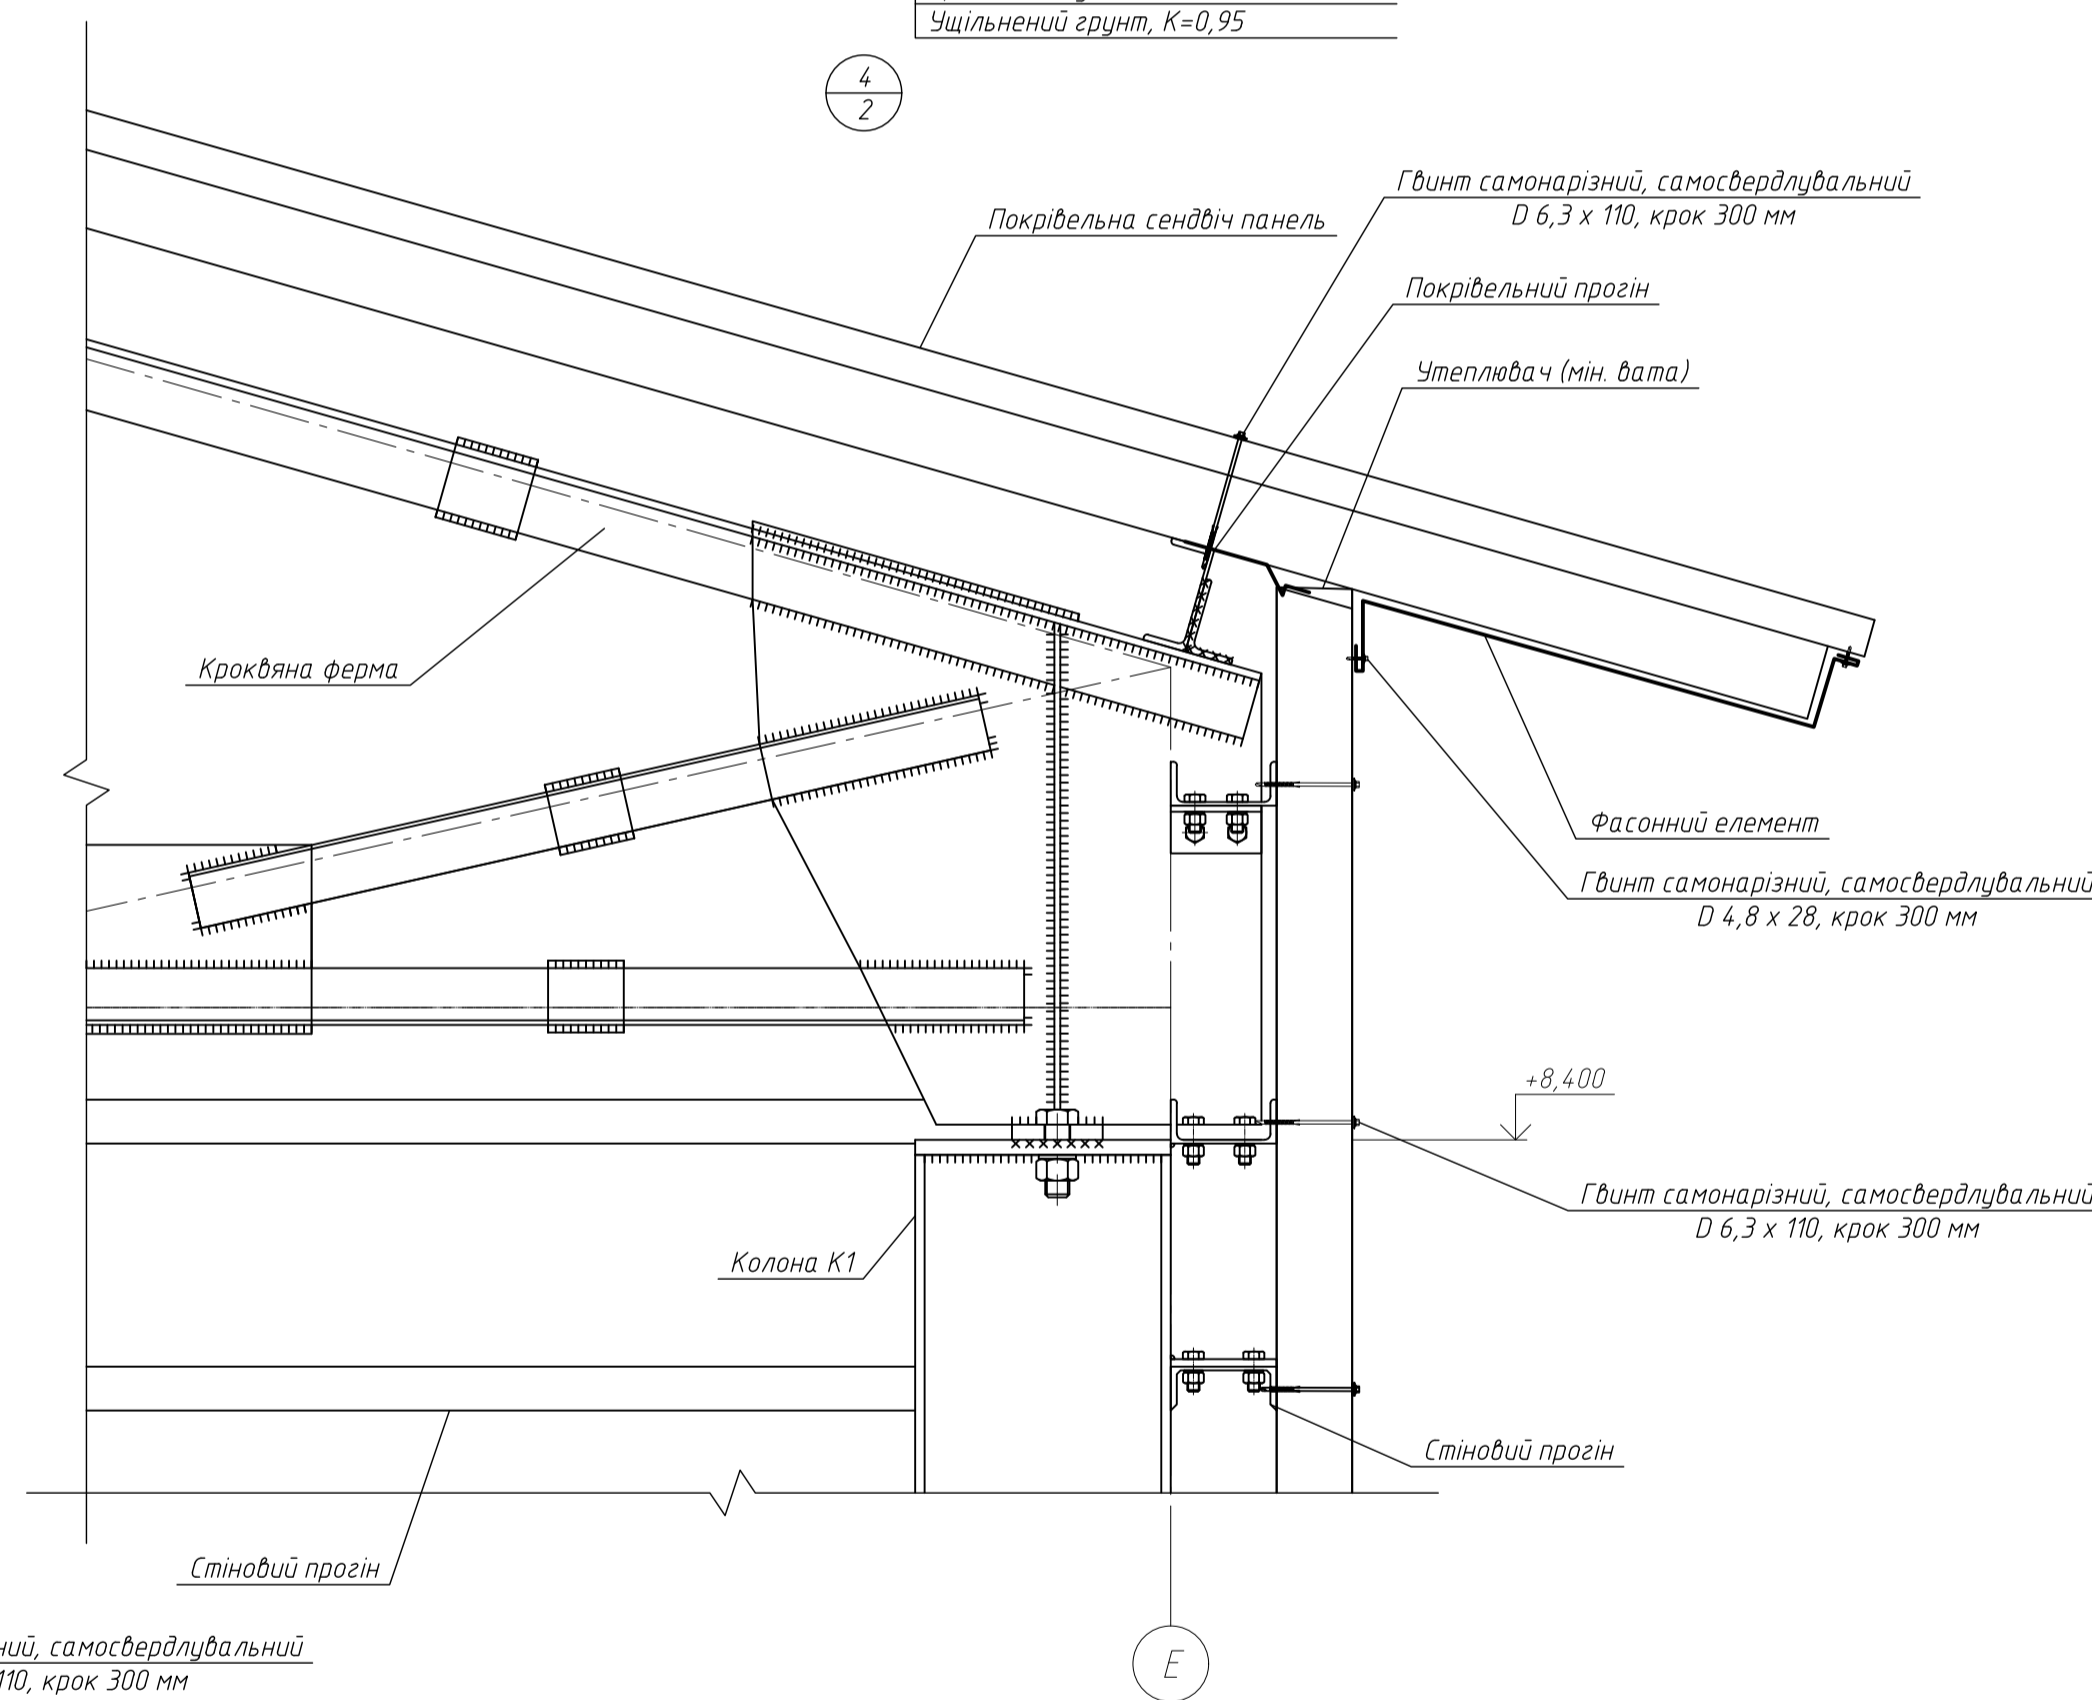 Ущільнений грунт, К=0,95
4
2
Гвинт самонарізний, самосвердлувальний
D 6,3 x 110, крок 300 мм
Покрівельна сендвіч панель
Покрівельний прогін
Утеплювач (мін. вата)
Кроквяна ферма
Фасонний елемент
Гвинт самонарізний, самосвердлувальний
D 4,8 x 28, крок 300 мм
+8,400
Гвинт самонарізний, самосвердлувальний
D 6,3 x 110, крок 300 мм
Колона К1
Стіновий прогін
Стіновий прогін
самосвердлувальний
110, крок 300 мм
Е